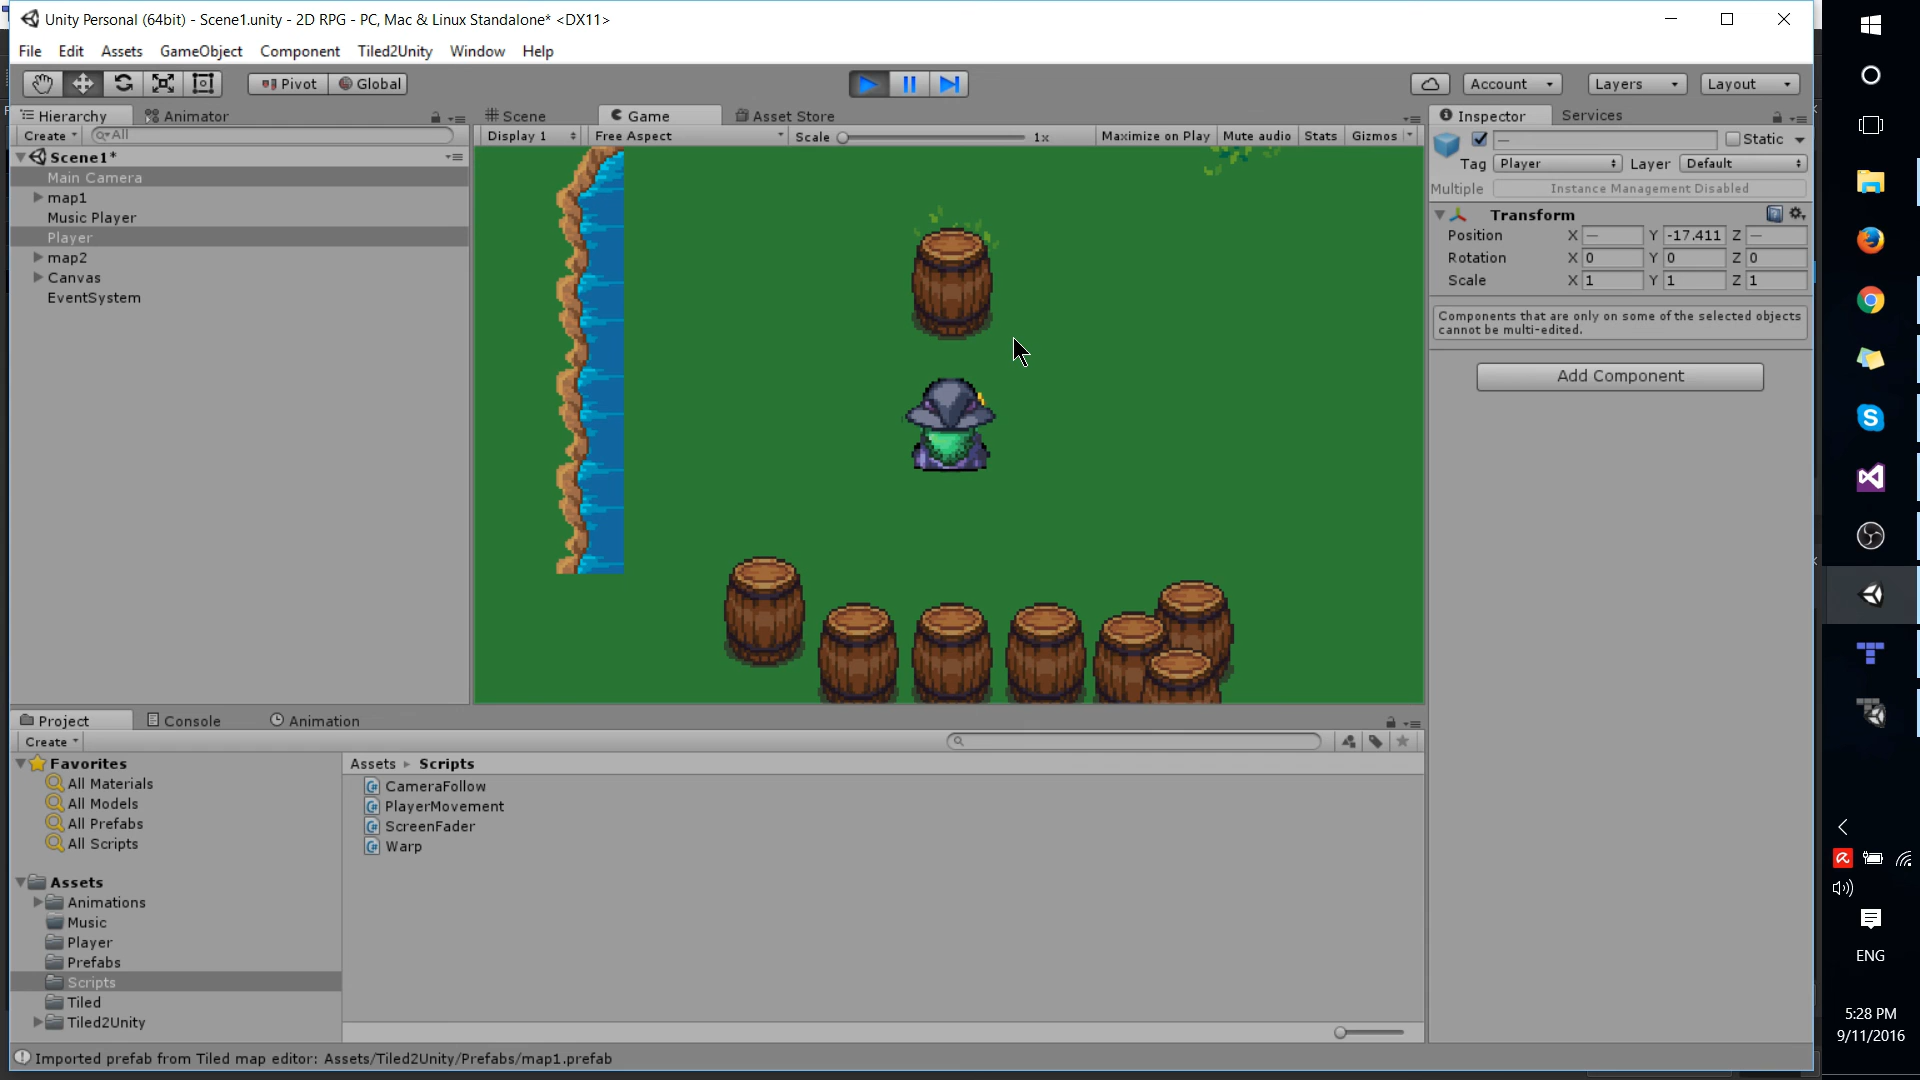 Unity Personal (64bit) - Scene1.unity - 2D RPG - PC, Mac & Linux Standalone* <DX11>
File Edit Assets GameObject Component Tiled2Unity Window Help
Pivot Global Account Layers Layout
Hierarchy Animator
Create All
Scene1*
Main Camera
map1
Music Player
Player
map2
Canvas
EventSystem
Scene Game Asset Store
Display 1 Free Aspect Scale 1x Maximize on Play Mute audio Stats Gizmos
Inspector Services
— Static
Tag Player Layer Default
Multiple Instance Management Disabled
Transform
Position X — Y -17.411 Z —
Rotation X 0 Y 0 Z 0
Scale X 1 Y 1 Z 1
Components that are only on some of the selected objects
cannot be multi-edited.
Add Component
Project Console Animation
Create
Favorites
All Materials
All Models
All Prefabs
All Scripts
Assets
Animations
Music
Player
Prefabs
Scripts
Tiled
Tiled2Unity
Assets Scripts
CameraFollow
PlayerMovement
ScreenFader
Warp
Imported prefab from Tiled map editor: Assets/Tiled2Unity/Prefabs/map1.prefab
ENG
5:28 PM
9/11/2016